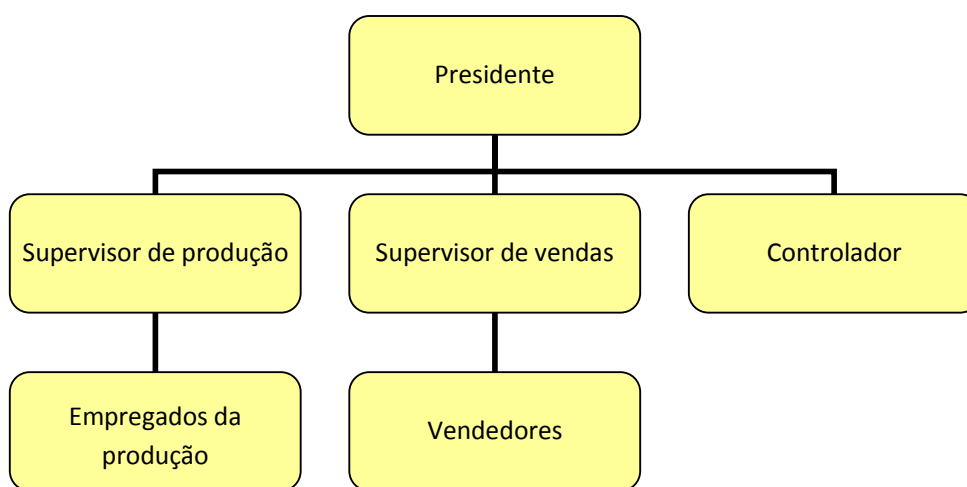 Presidente
Supervisor de produção
Supervisor de vendas
Controlador
Empregados da
produção
Vendedores